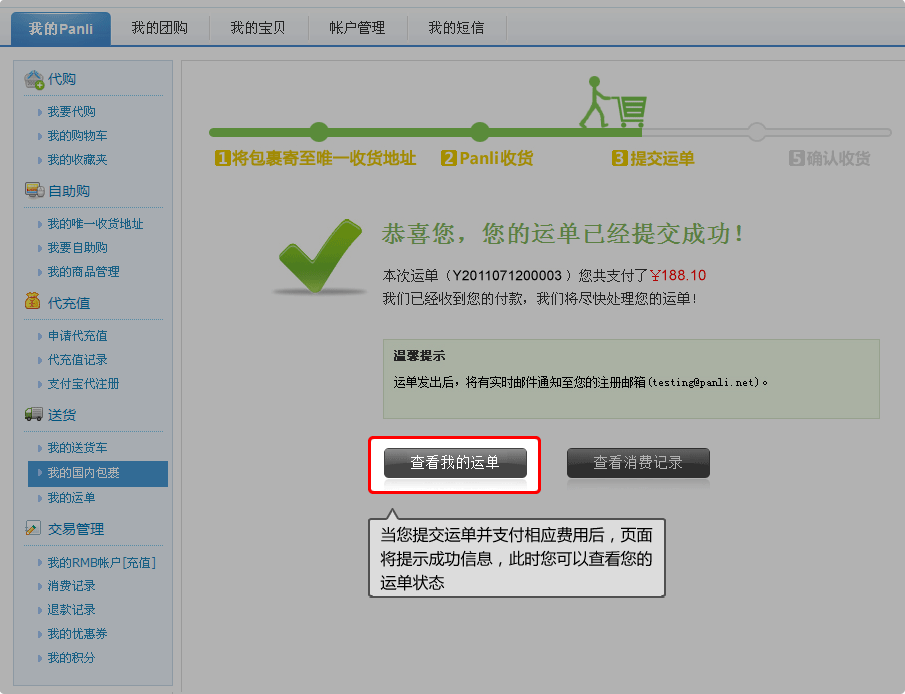 我的Panli 我的团购 我的宝贝 帐户管理 我的短信
代购
我要代购
我的购物车
我的收藏夹
自助购
我的唯一收货地址
我要自助购
我的商品管理
代充值
申请代充值
代充值记录
支付宝代注册
送货
我的送货车
我的国内包裹
我的运单
交易管理
我的RMB帐户[充值]
消费记录
退款记录
我的优惠券
我的积分
1将包裹寄至唯一收货地址 2Panli收货 3提交运单 5确认收货
恭喜您，您的运单已经提交成功！
本次运单（Y2011071200003）您共支付了¥188.10
我们已经收到您的付款，我们将尽快处理您的运单！
温馨提示
运单发出后，将有实时邮件通知至您的注册邮箱(testing@panli.net)。
查看我的运单 查看消费记录
当您提交运单并支付相应费用后，页面
将提示成功信息，此时您可以查看您的
运单状态